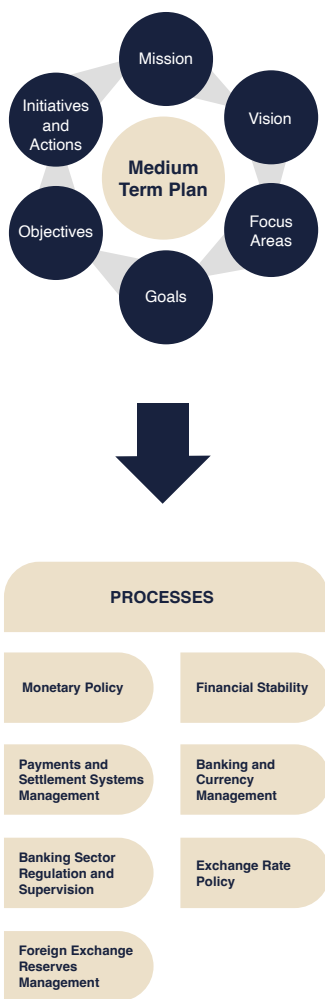 Mission
Initiatives
and
Actions
Vision
Medium
Term Plan
Objectives
Focus
Areas
Goals
PROCESSES
Monetary Policy
Financial Stability
Payments and
Settlement Systems
Management
Banking and
Currency
Management
Banking Sector
Regulation and
Supervision
Exchange Rate
Policy
Foreign Exchange
Reserves
Management